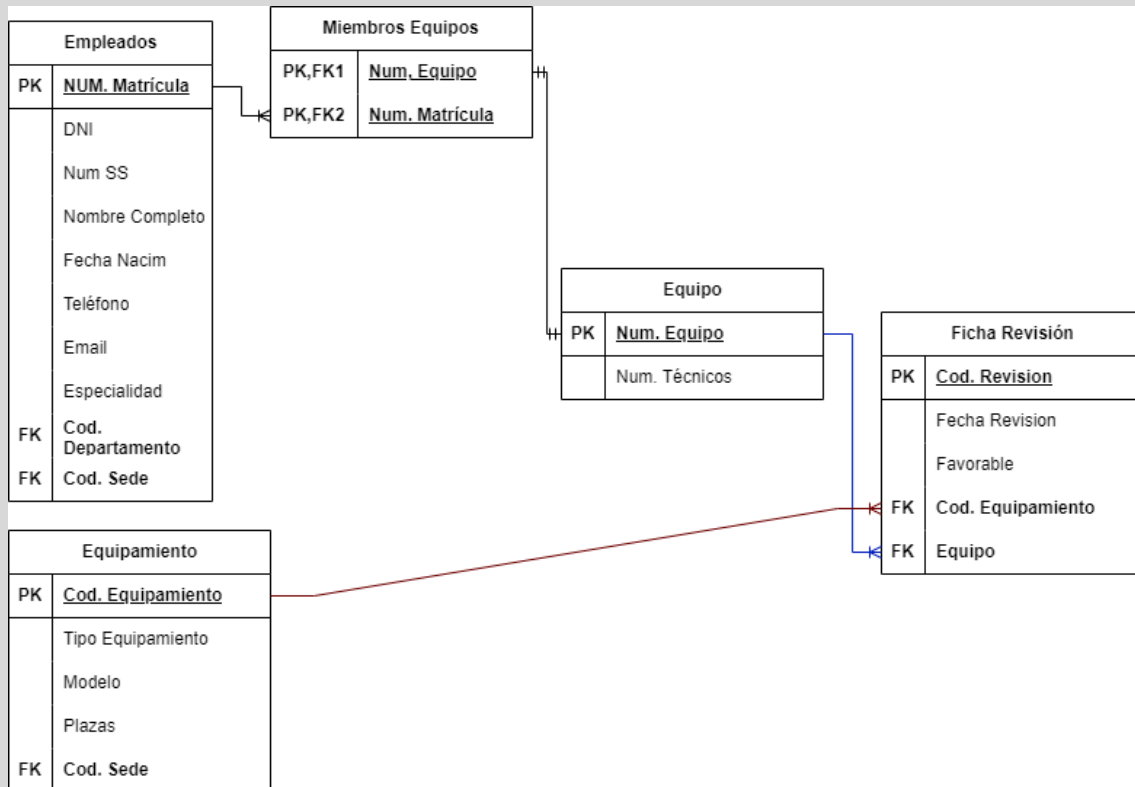 Empleados
PK NUM. Matrícula
DNI
Num SS
Nombre Completo
Fecha Nacim
Teléfono
Email
Especialidad
FK Cod.
Departamento
FK Cod. Sede
Miembros Equipos
PK,FK1 Num, Equipo
PK,FK2 Num. Matrícula
Equipo
PK Num. Equipo
Num. Técnicos
Ficha Revisión
PK Cod. Revision
Fecha Revision
Favorable
FK Cod. Equipamiento
FK Equipo
Equipamiento
PK Cod. Equipamiento
Tipo Equipamiento
Modelo
Plazas
FK Cod. Sede